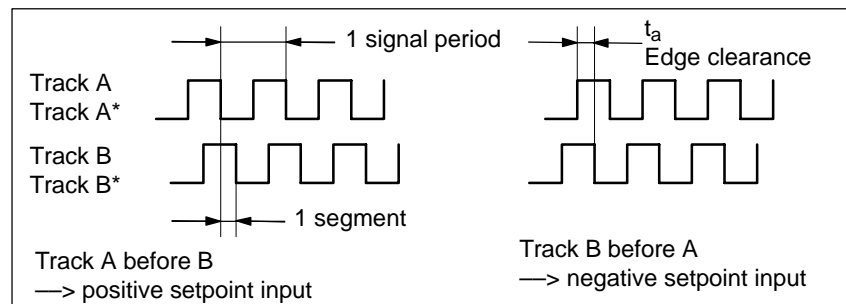 1 signal period
t_a
Edge clearance
Track A
Track A*
Track B
Track B*
1 segment
Track A before B
—> positive setpoint input
Track B before A
—> negative setpoint input